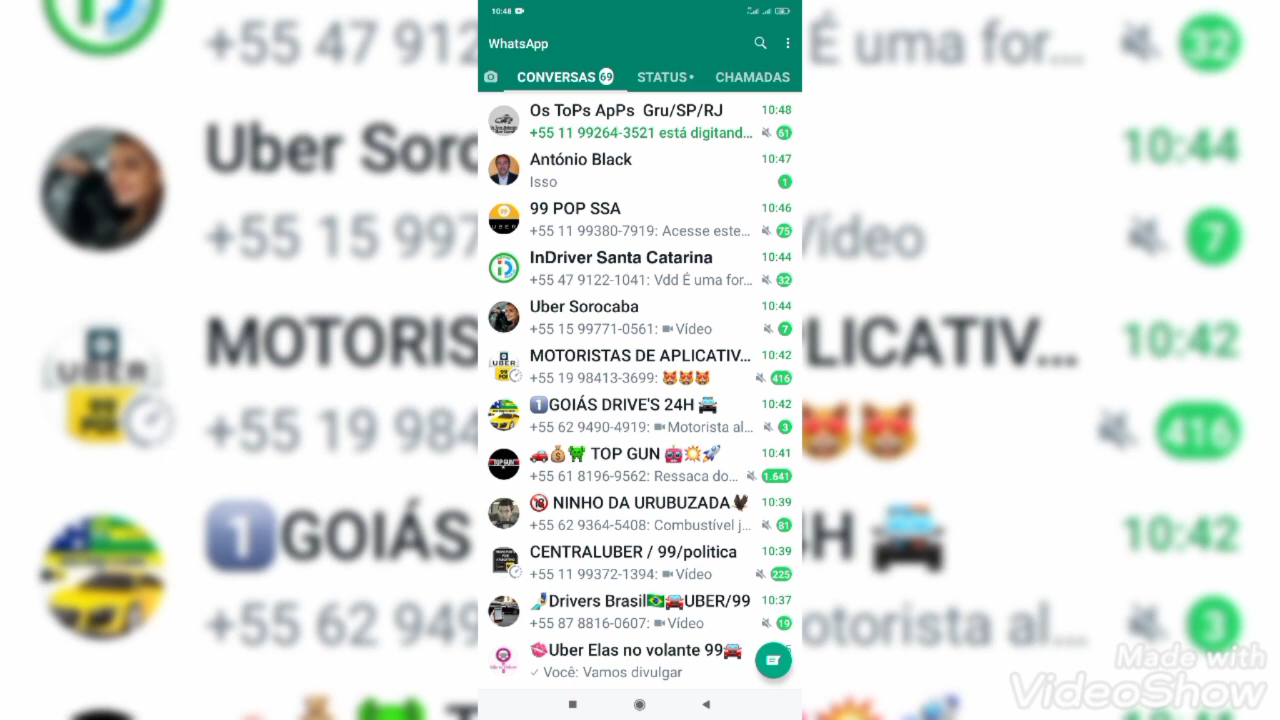 10:48
WhatsApp
CONVERSAS 69 STATUS• CHAMADAS
Os ToPs ApPs Gru/SP/RJ 10:48
+55 11 99264-3521 está digitand... 61
António Black 10:47
Isso 1
99 POP SSA 10:46
+55 11 99380-7919: Acesse este... 75
InDriver Santa Catarina 10:44
+55 47 9122-1041: Vdd É uma for... 32
Uber Sorocaba 10:44
+55 15 99771-0561: Vídeo 7
MOTORISTAS DE APLICATIV... 10:42
+55 19 98413-3699: 😻😻😻 416
1️⃣GOIÁS DRIVE'S 24H 🚔 10:42
+55 62 9490-4919: Motorista al... 3
🚗💰👯 TOP GUN 🤖💥🚀 10:41
+55 61 8196-9562: Ressaca do... 1.641
🔞 NINHO DA URUBUZADA🦅 10:39
+55 62 9364-5408: Combustível j... 81
CENTRALUBER / 99/politica 10:39
+55 11 99372-1394: Vídeo 225
🤳Drivers Brasil🇧🇷🚘UBER/99 10:37
+55 87 8816-0607: Vídeo 19
💋Uber Elas no volante 99🚘
✓ Você: Vamos divulgar
Made with
VideoShow